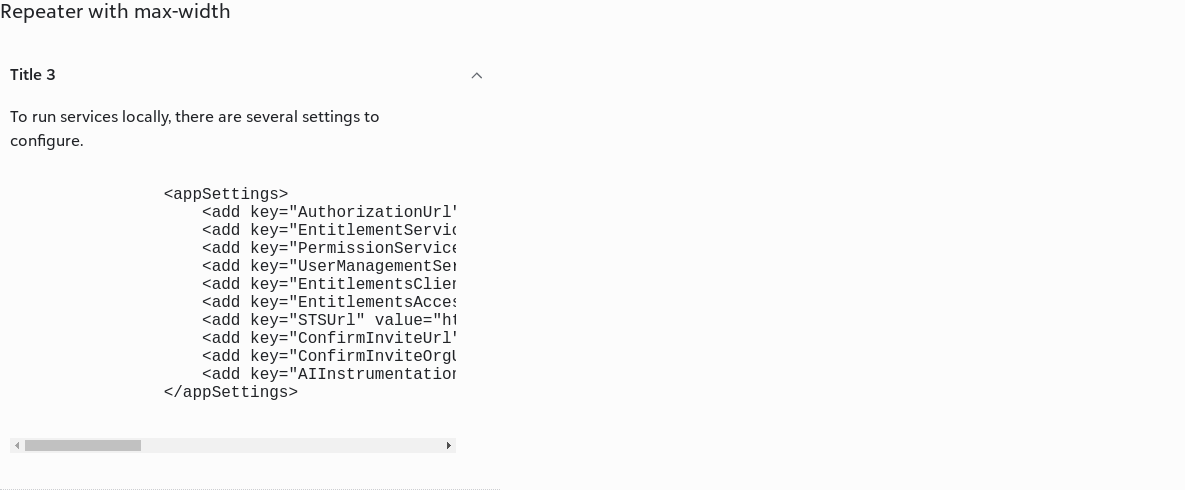 Repeater with max-width
Title 3
To run services locally, there are several settings to
configure.
<appSettings>
<add key="AuthorizationUrl"
<add key="EntitlementServic
<add key="PermissionService
<add key="UserManagementSer
<add key="EntitlementsClien
<add key="EntitlementsAcces
<add key="STSUrl" value="ht
<add key="ConfirmInviteUrl"
<add key="ConfirmInviteOrgU
<add key="AIInstrumentation
</appSettings>